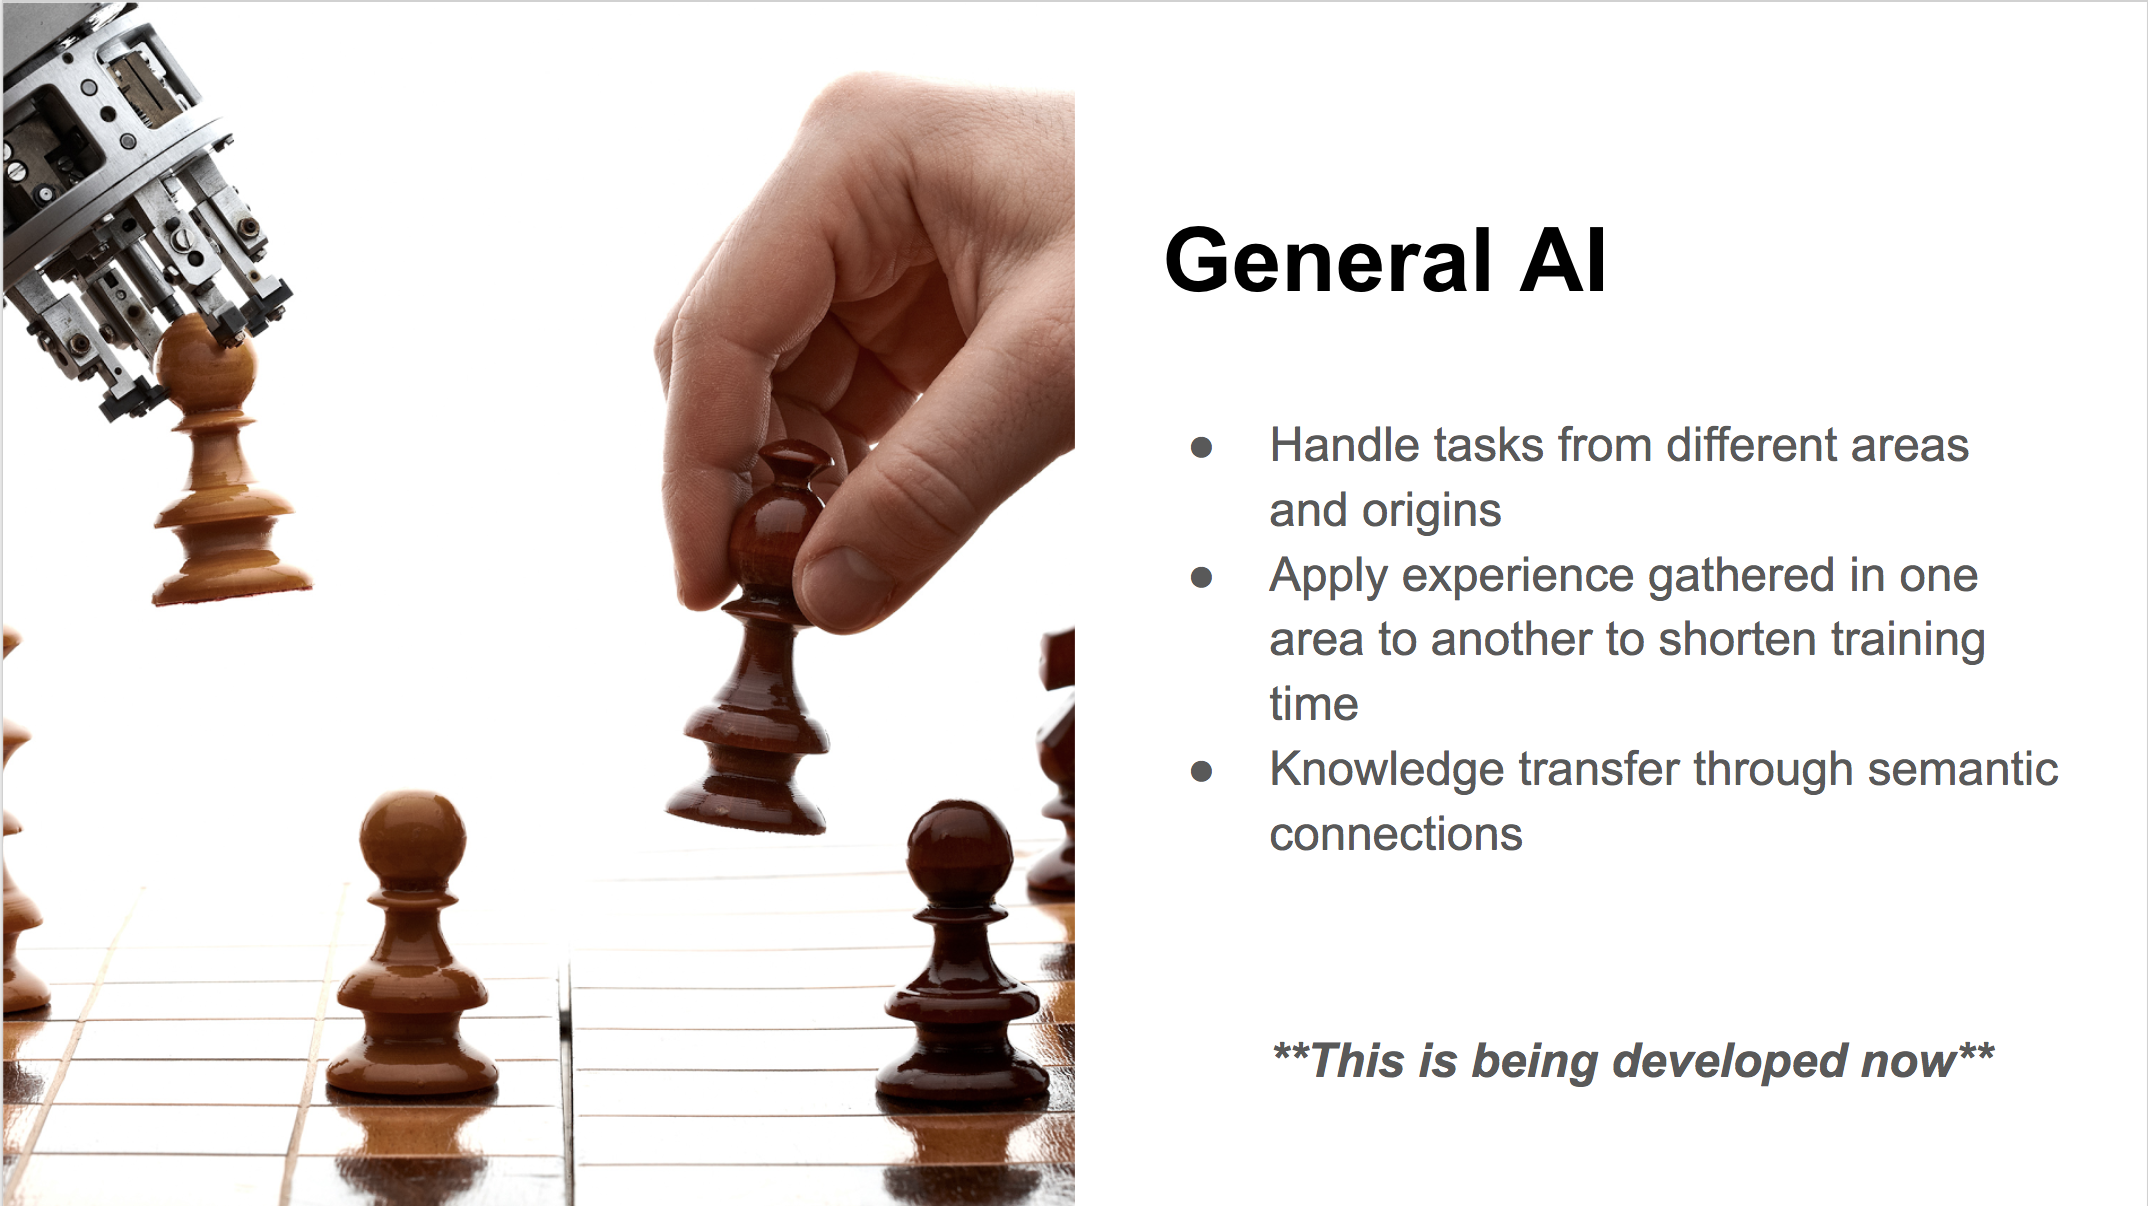 General AI
● Handle tasks from different areas
and origins
● Apply experience gathered in one
area to another to shorten training
time
● Knowledge transfer through semantic
connections
**This is being developed now**